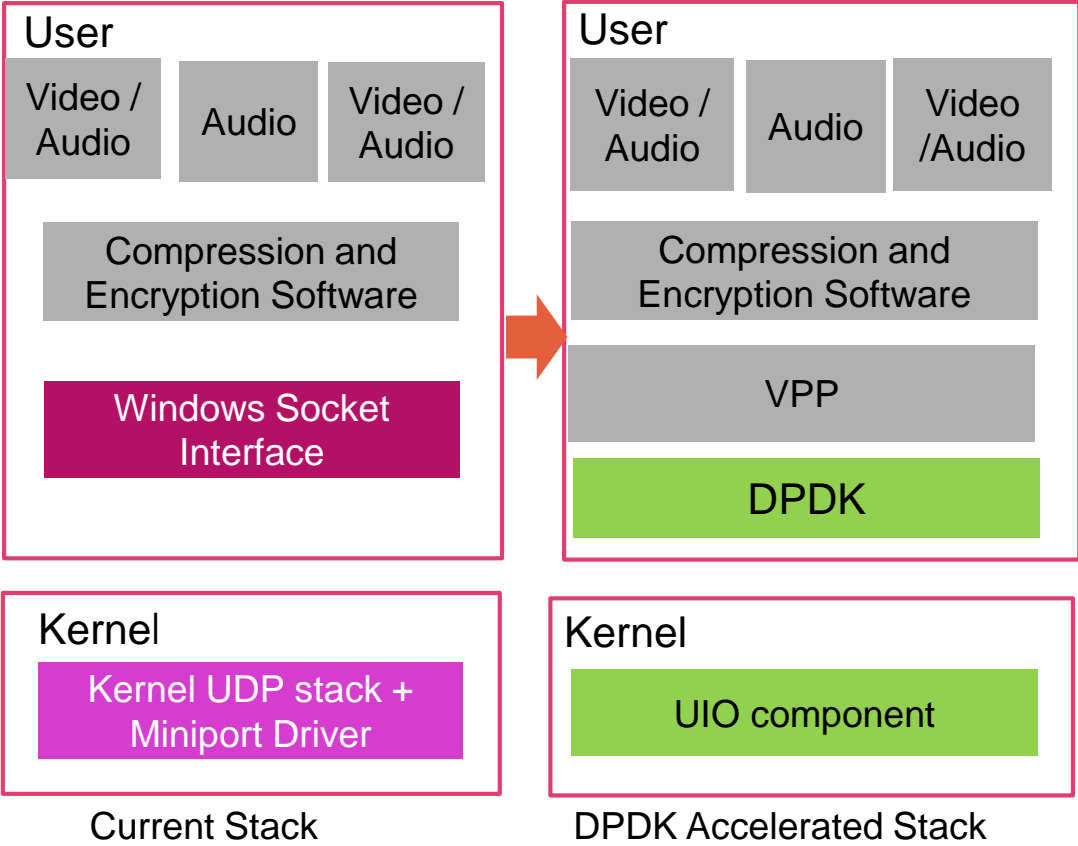 User
Video /
Audio
Audio
Video /
Audio
Compression and
Encryption Software
Windows Socket
Interface
Kernel
Kernel UDP stack +
Miniport Driver
Current Stack
User
Video /
Audio
Audio
Video
/Audio
Compression and
Encryption Software
VPP
DPDK
Kernel
UIO component
DPDK Accelerated Stack